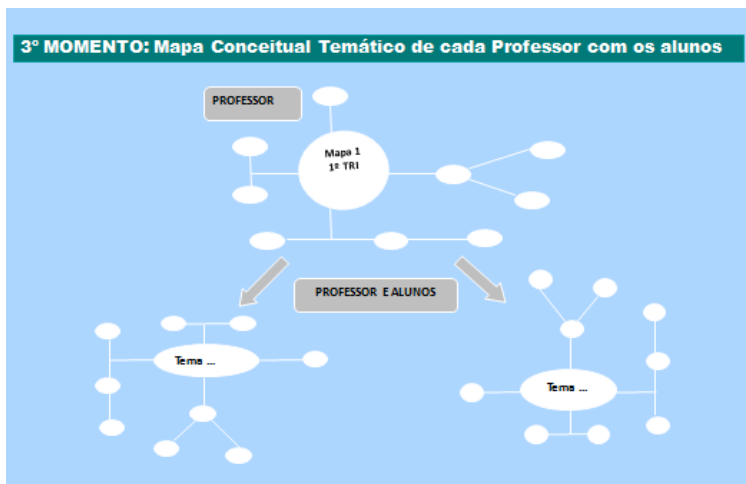 3º MOMENTO: Mapa Conceitual Temático de cada Professor com os alunos
PROFESSOR
Mapa 1
1º TRI
PROFESSOR E ALUNOS
Tema ...
Tema ...